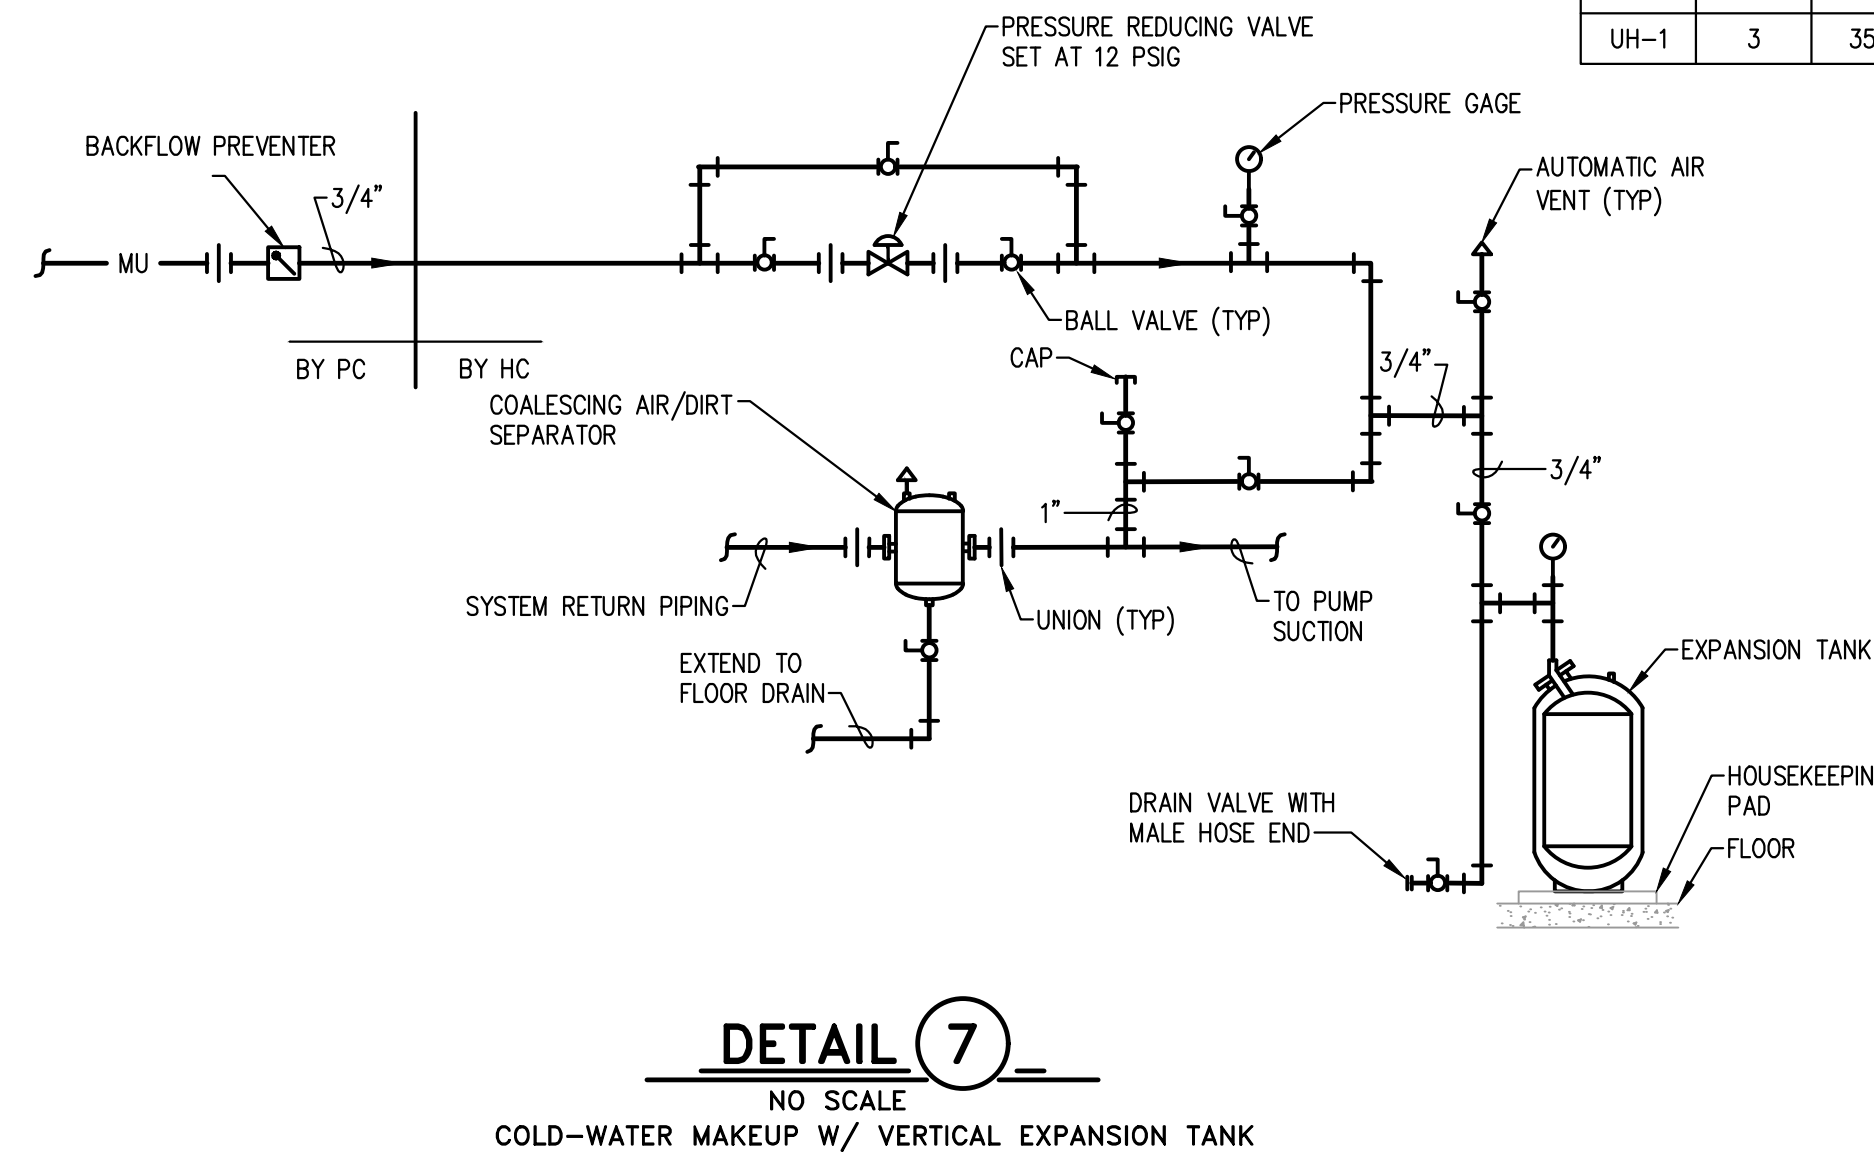 UH-1 3 35
PRESSURE REDUCING VALVE
SET AT 12 PSIG
PRESSURE GAGE
BACKFLOW PREVENTER
AUTOMATIC AIR
VENT (TYP)
3/4"
MU
BALL VALVE (TYP)
BY PC
BY HC
CAP
3/4"
COALESCING AIR/DIRT
SEPARATOR
3/4"
1"
SYSTEM RETURN PIPING
UNION (TYP)
TO PUMP
SUCTION
EXTEND TO
FLOOR DRAIN
EXPANSION TANK
HOUSEKEEPIN
PAD
DRAIN VALVE WITH
MALE HOSE END
FLOOR
DETAIL 7 -
NO SCALE
COLD-WATER MAKEUP W/ VERTICAL EXPANSION TANK